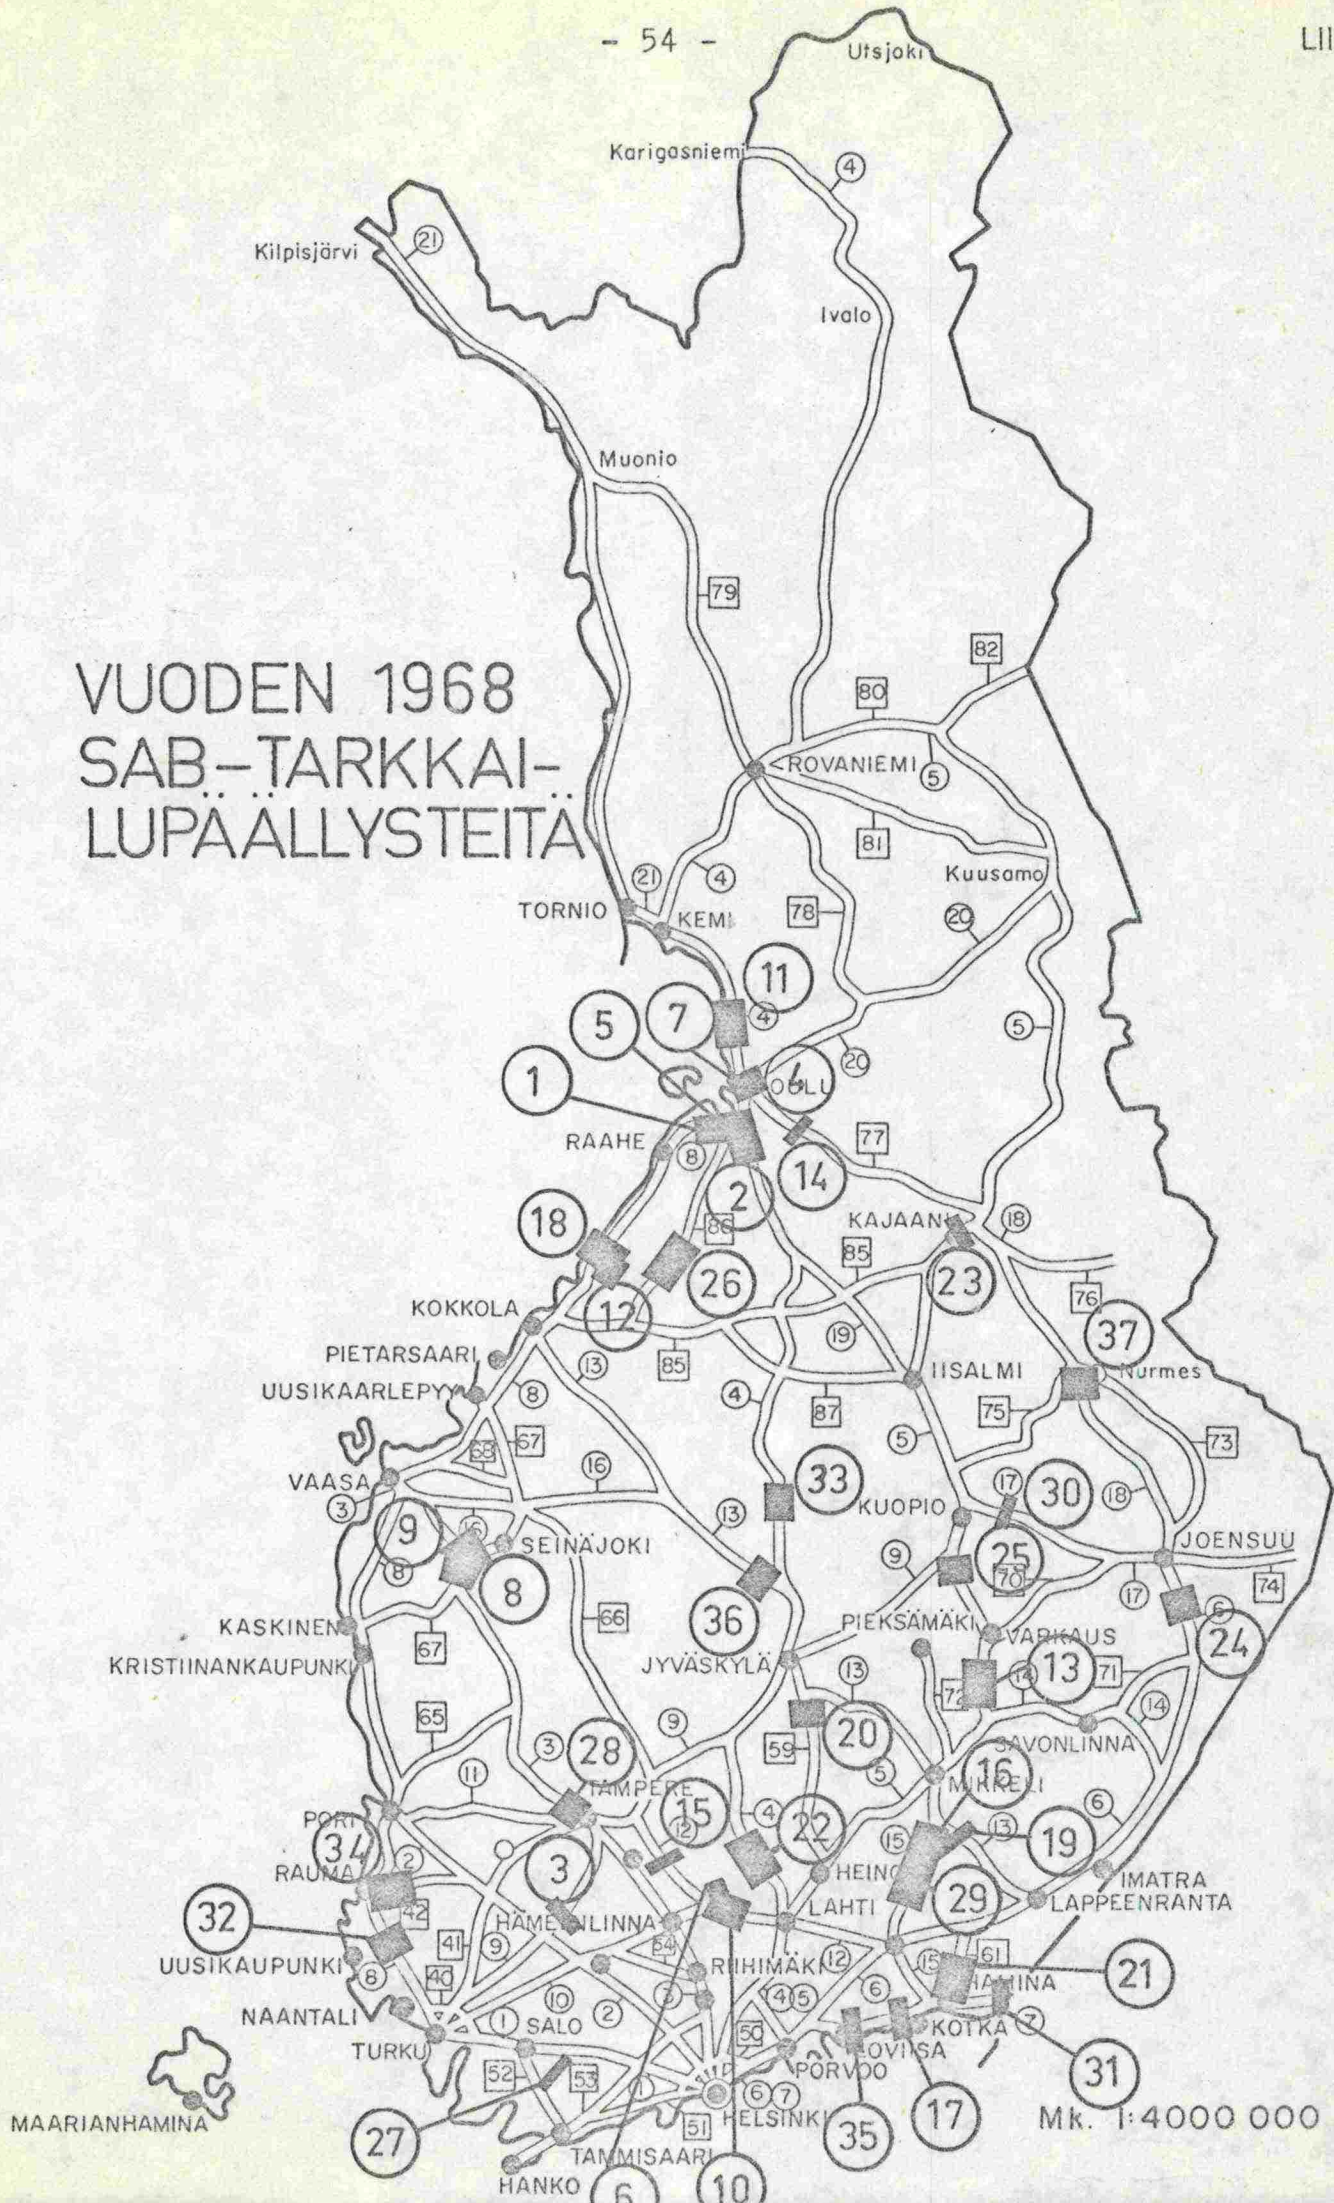 - 54 -
LII
Utsjoki
Karigasniemi
4
Kilpisjärvi
21
Ivalo
Muonio
79
82
VUODEN 1968
SAB-TARKKAI-
LUPÄÄLLYSTEITÄ
80
ROVANIEMI
5
81
Kuusamo
21
4
TORNIO
KEMI
78
20
11
5
7
4
5
1
20
4
OULU
RAAHE
8
77
14
2
18
KAJAANI
18
86
85
26
23
76
KOKKOLA
12
19
37
PIETARSAARI
13
85
IISALMI
Nurmes
UUSIKAARLEPYY
8
4
87
75
67
68
5
73
VAASA
16
33
17
30
18
3
13
KUOPIO
9
16
SEINÄJOKI
9
25
JOENSUU
8
8
70
17
74
36
66
6
KASKINEN
67
PIEKSÄMÄKI
VARKAUS
24
KRISTIINANKAUPUNKI
JYVÄSKYLÄ
13
14
13
71
72
65
9
20
14
3
28
59
SAVONLINNA
11
5
16
TAMPERE
MIKKELI
15
6
PORI
4
22
34
12
15
13
19
2
3
RAUMA
HEINOLA
IMATRA
42
29
LAPPEENRANTA
32
HÄMEENLINNA
LAHTI
41
9
54
12
61
UUSIKAUPUNKI
RIIHIMÄKI
15
21
8
40
HAMINA
10
3
4
5
6
NAANTALI
1
2
SALO
KOTKA
7
50
TURKU
LOVIISA
52
53
PORVOO
1
31
6
7
MAARIANHAMINA
HELSINKI
51
17
Mk. 1:4000 000
27
35
TAMMISAARI
HANKO
6
10